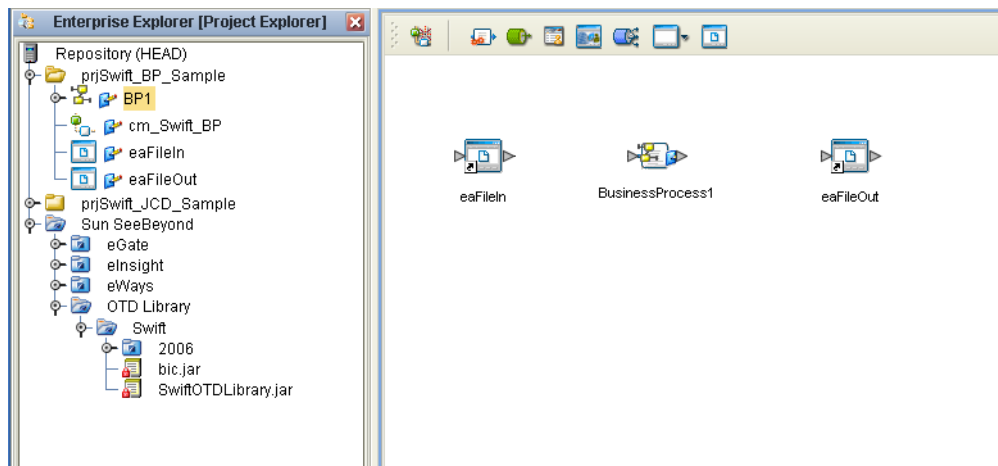 Enterprise Explorer [Project Explorer]
Repository (HEAD)
prjSwift_BP_Sample
BP1
cm_Swift_BP
eaFileIn
eaFileOut
prjSwift_JCD_Sample
Sun SeeBeyond
eGate
eInsight
eWays
OTD Library
Swift
2006
bic.jar
SwiftOTDLibrary.jar
eaFileIn
BusinessProcess1
eaFileOut